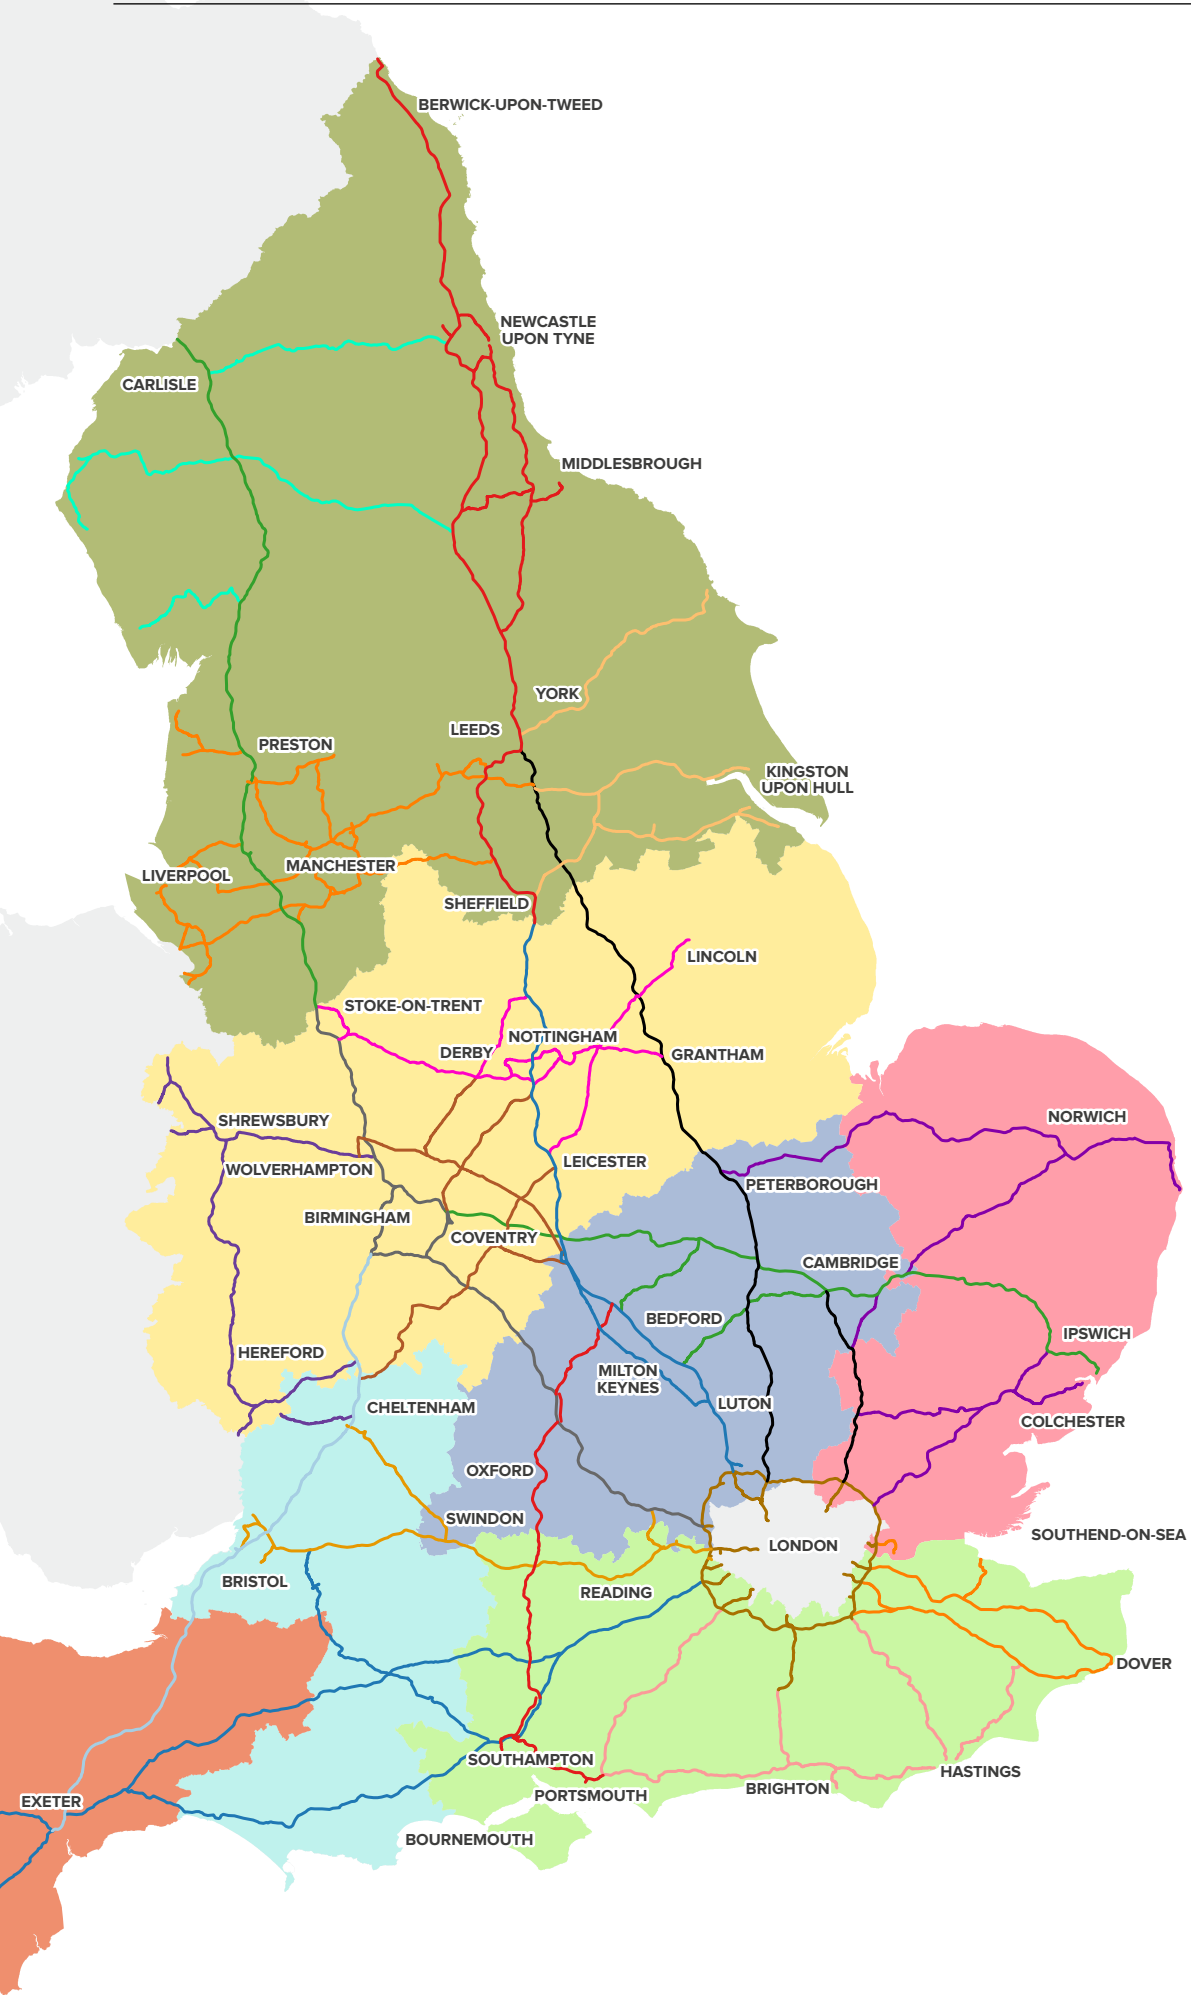 BERWICK-UPON-TWEED
NEWCASTLE
UPON TYNE
CARLISLE
MIDDLESBROUGH
YORK
LEEDS
PRESTON
KINGSTON
UPON HULL
MANCHESTER
LIVERPOOL
SHEFFIELD
LINCOLN
STOKE-ON-TRENT
NOTTINGHAM
DERBY
GRANTHAM
SHREWSBURY
NORWICH
LEICESTER
WOLVERHAMPTON
PETERBOROUGH
BIRMINGHAM
COVENTRY
CAMBRIDGE
BEDFORD
IPSWICH
HEREFORD
MILTON
KEYNES
LUTON
CHELTENHAM
COLCHESTER
OXFORD
SWINDON
SOUTHEND-ON-SEA
LONDON
BRISTOL
READING
DOVER
SOUTHAMPTON
HASTINGS
BRIGHTON
PORTSMOUTH
EXETER
BOURNEMOUTH